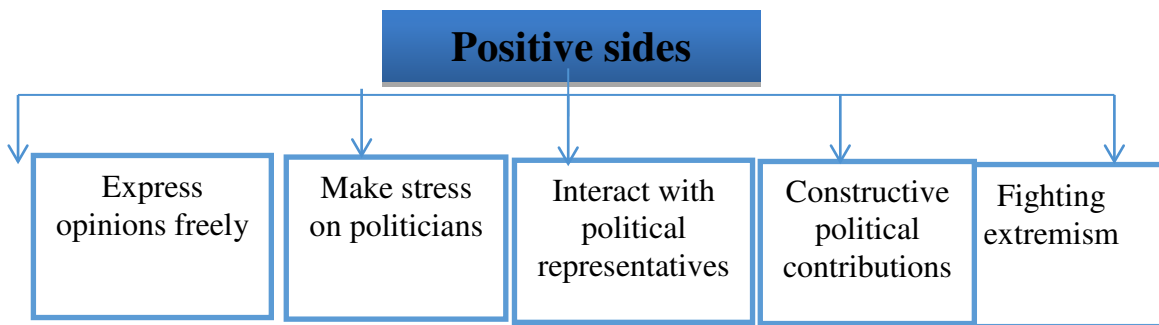 Positive sides
Express
opinions freely
Make stress
on politicians
Interact with
political
representatives
Constructive
political
contributions
Fighting
extremism